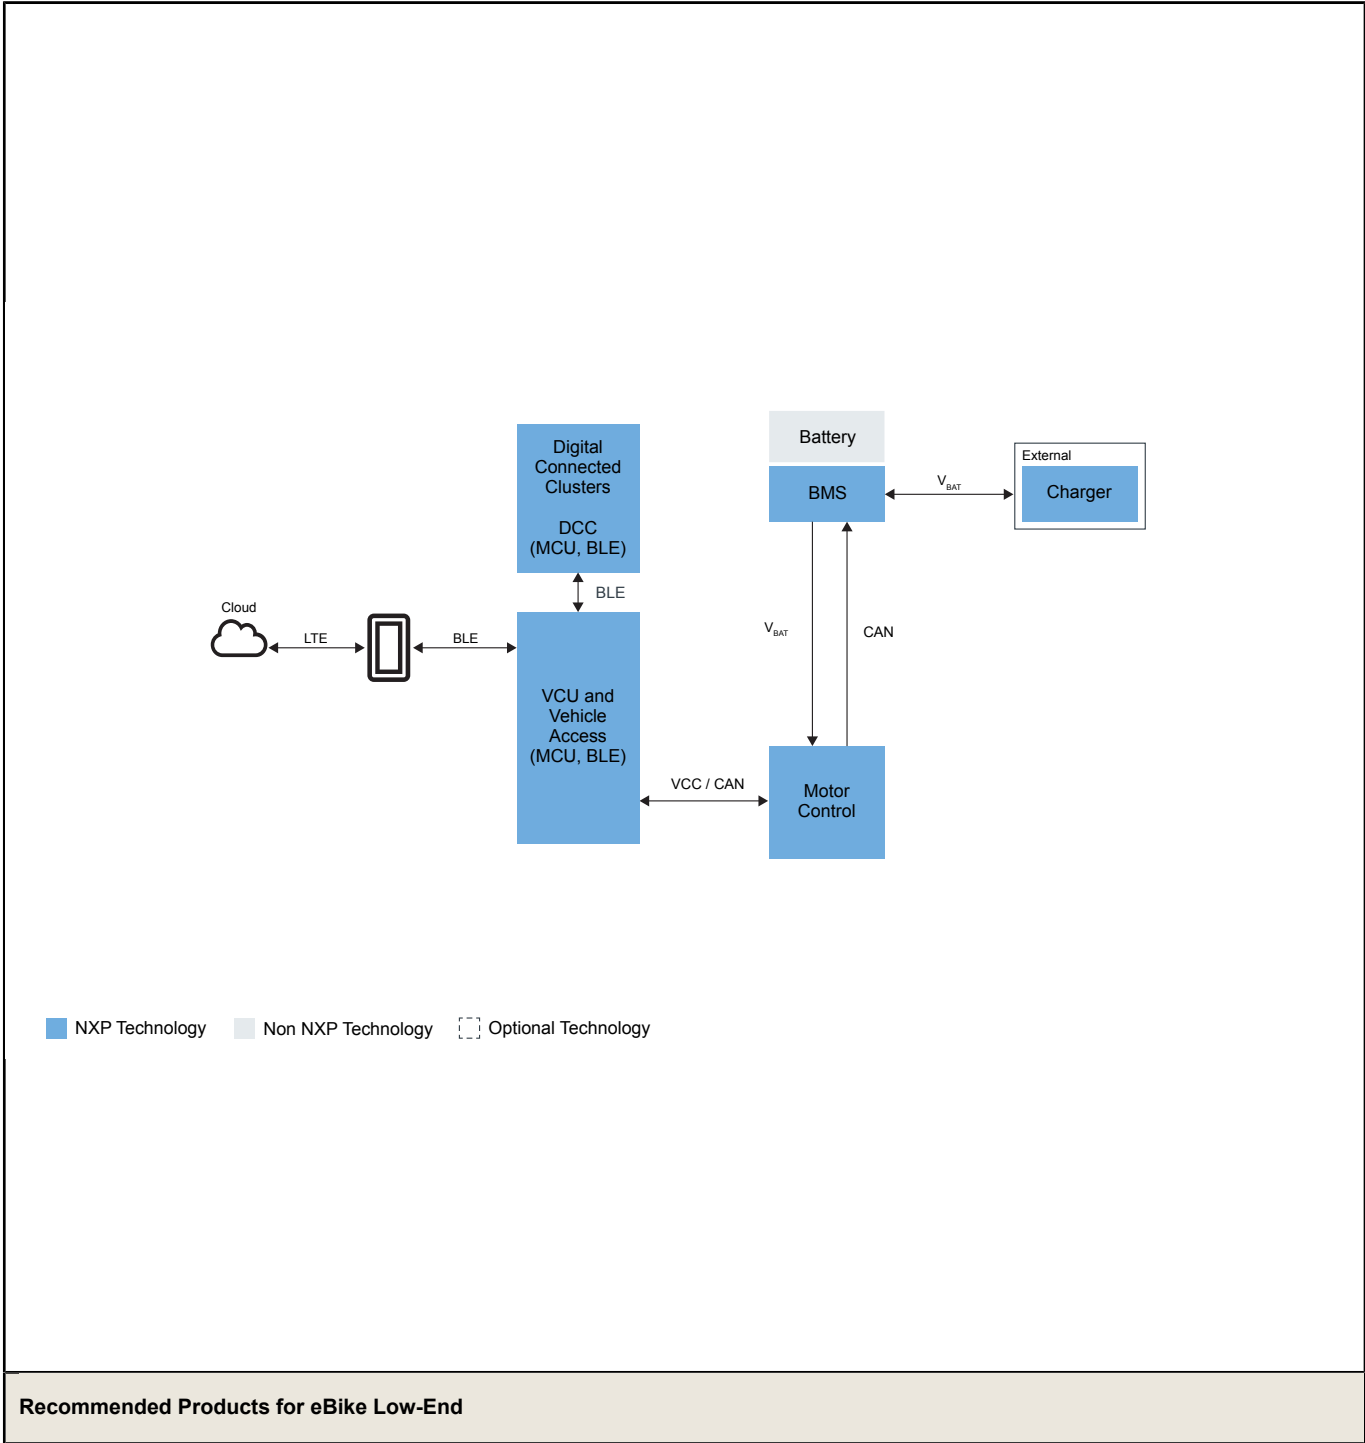 Digital
Connected
Clusters
DCC
(MCU, BLE)
BLE
Cloud
LTE
BLE
VCU and
Vehicle
Access
(MCU, BLE)
VCC / CAN
Battery
BMS
VBAT
External
Charger
VBAT
CAN
Motor
Control
NXP Technology
Non NXP Technology
Optional Technology
Recommended Products for eBike Low-End